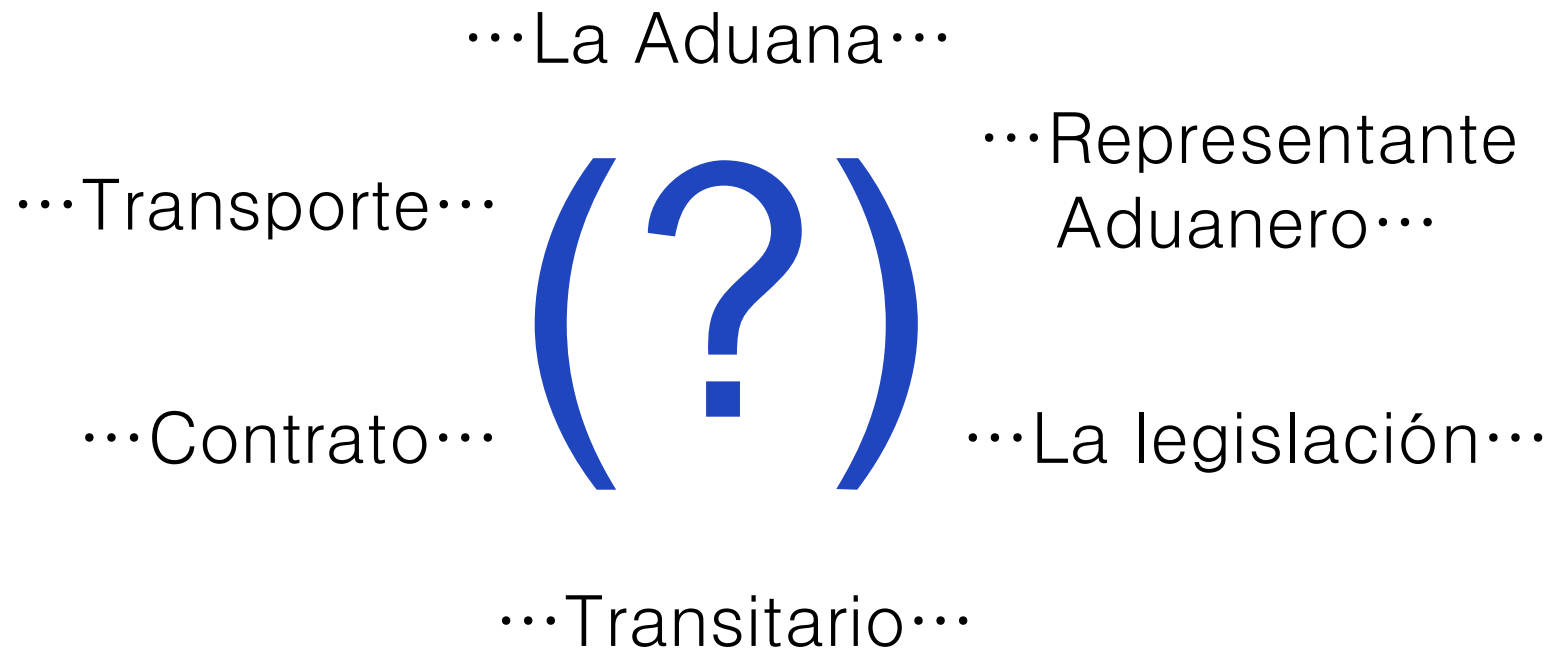 ···La Aduana···
···Representante
Aduanero···
···Transporte···
(?)
···Contrato···
···La legislación···
···Transitario···